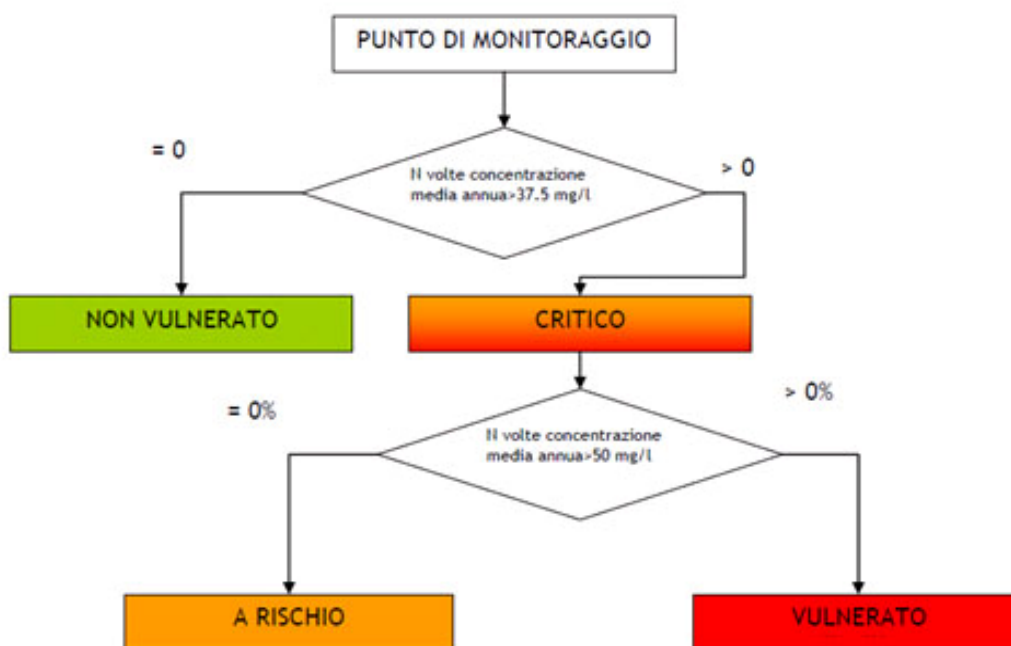 PUNTO DI MONITORAGGIO
= 0
> 0
N volte concentrazione
media annua>37.5 mg/l
NON VULNERATO
CRITICO
= 0%
> 0%
N volte concentrazione
media annua>50 mg/l
A RISCHIO
VULNERATO